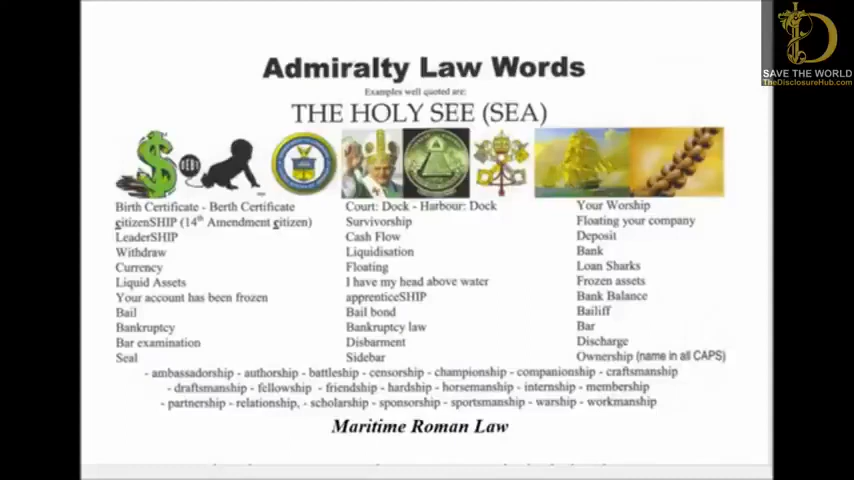 Admiralty Law Words
Examples well quoted are:
THE HOLY SEE (SEA)
DEBT
Birth Certificate - Berth Certificate
citizenSHIP (14th Amendment citizen)
LeaderSHIP
Withdraw
Currency
Liquid Assets
Your account has been frozen
Bail
Bankruptcy
Bar examination
Seal
Court: Dock - Harbour: Dock
Survivorship
Cash Flow
Liquidisation
Floating
I have my head above water
apprenticeSHIP
Bail bond
Bankruptcy law
Disbarment
Sidebar
Your Worship
Floating your company
Deposit
Bank
Loan Sharks
Frozen assets
Bank Balance
Bailiff
Bar
Discharge
Ownership (name in all CAPS)
- ambassadorship - authorship - battleship - censorship - championship - companionship - craftsmanship
- draftsmanship - fellowship - friendship - hardship - horsemanship - internship - membership
- partnership - relationship, - scholarship - sponsorship - sportsmanship - warship - workmanship
Maritime Roman Law
D
SAVE THE WORLD
TheDisclosureHub.com